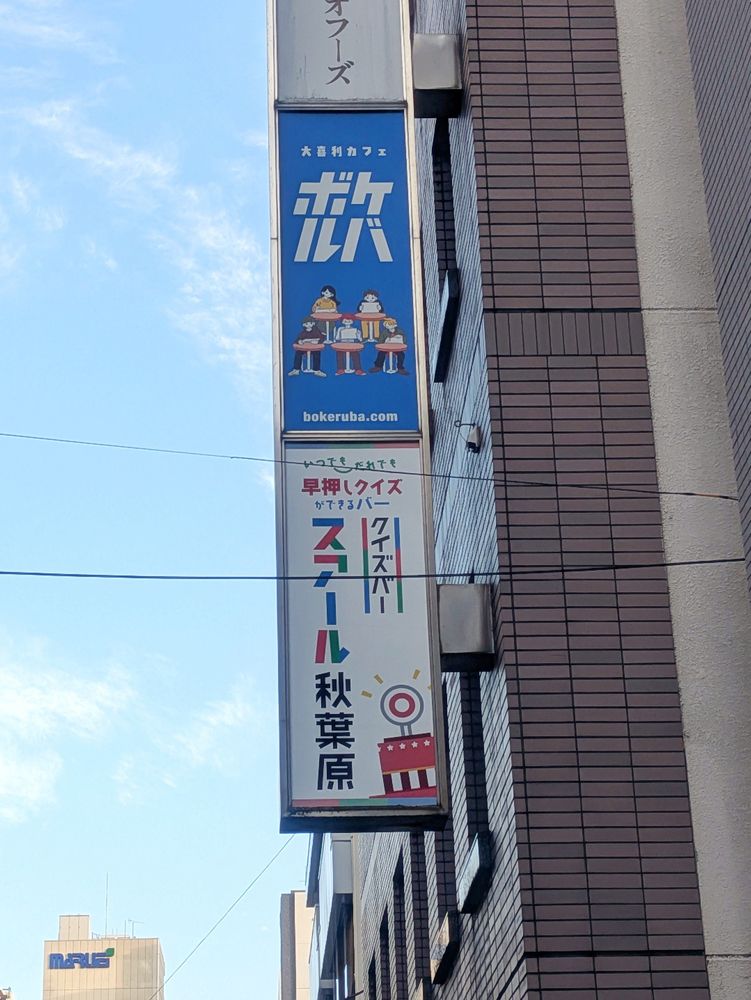 オフーズ
大喜利カフェ
ボケ
ルバ
bokeruba.com
いつでもだれでも
早押しクイズ
ができるバー
クイズバー
スアール秋葉原
MARUS